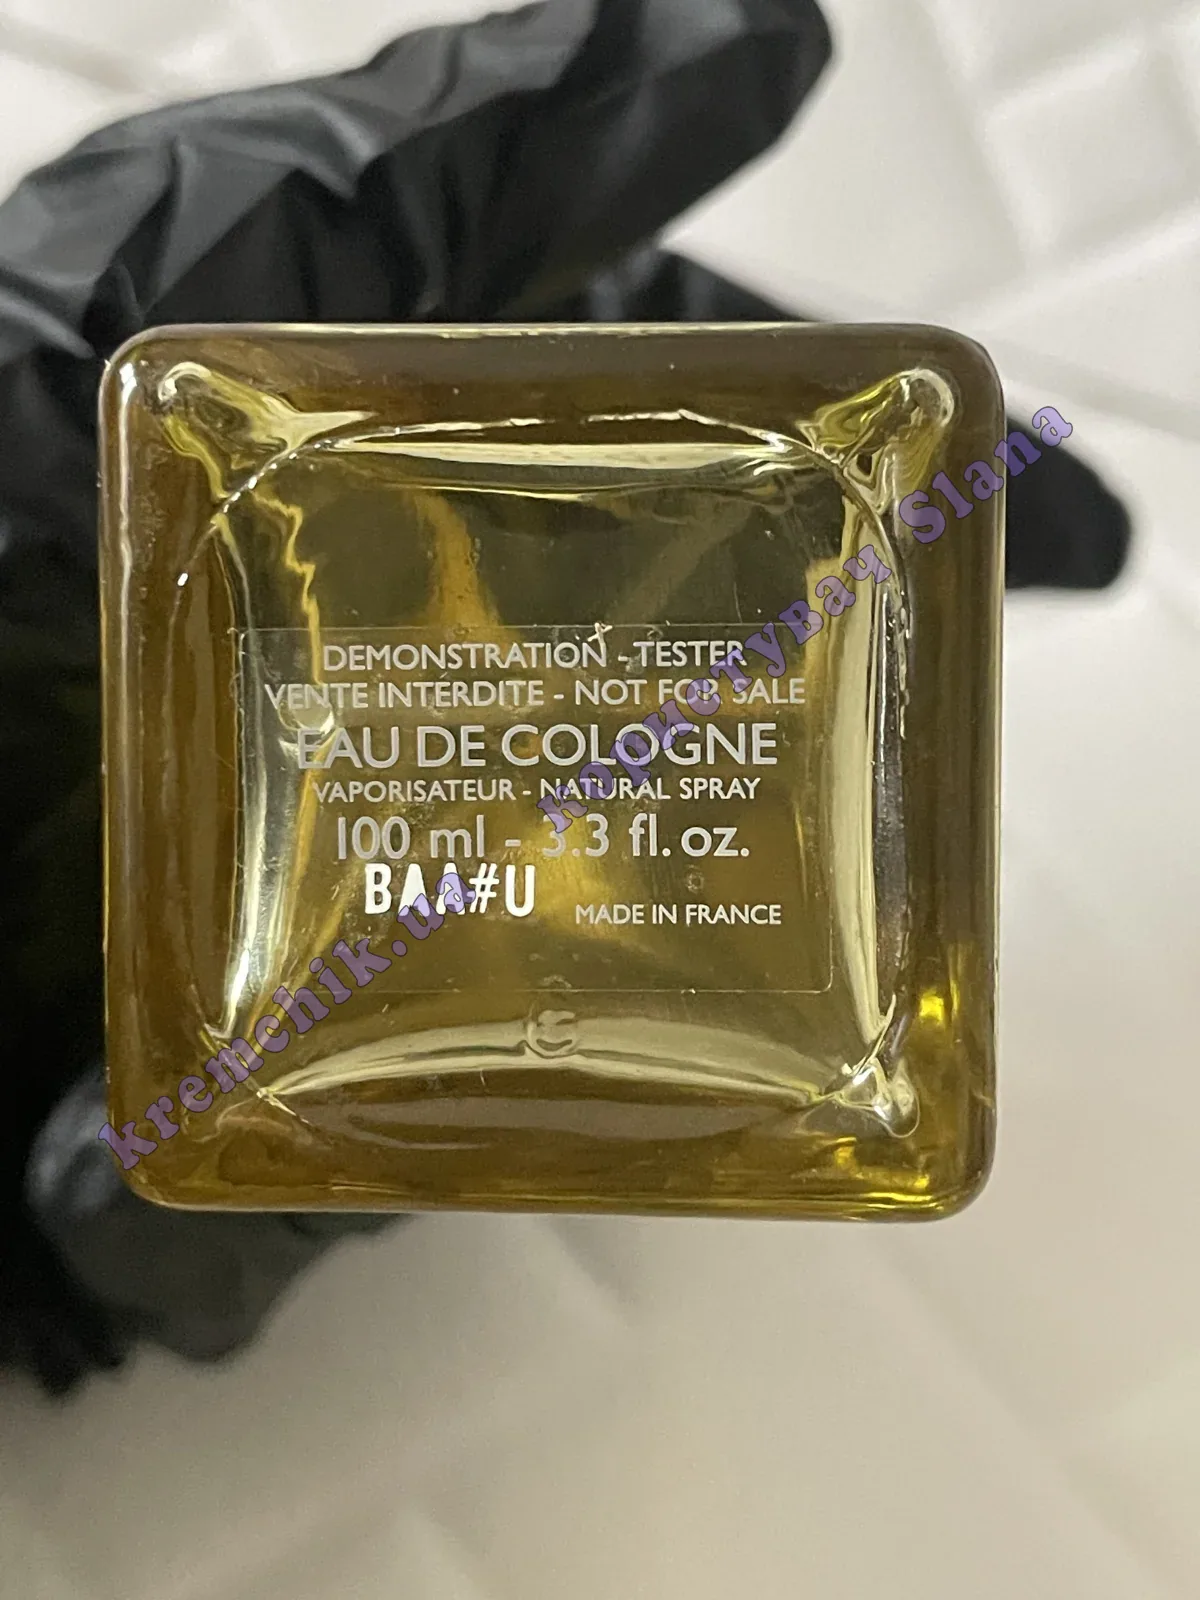 DEMONSTRATION - TESTER
VENTE INTERDITE - NOT FOR SALE
EAU DE COLOGNE
VAPORISATEUR - NATURAL SPRAY
100 ml - 3.3 fl. oz.
BAA#U
MADE IN FRANCE
kremchik.ua користувач Slana